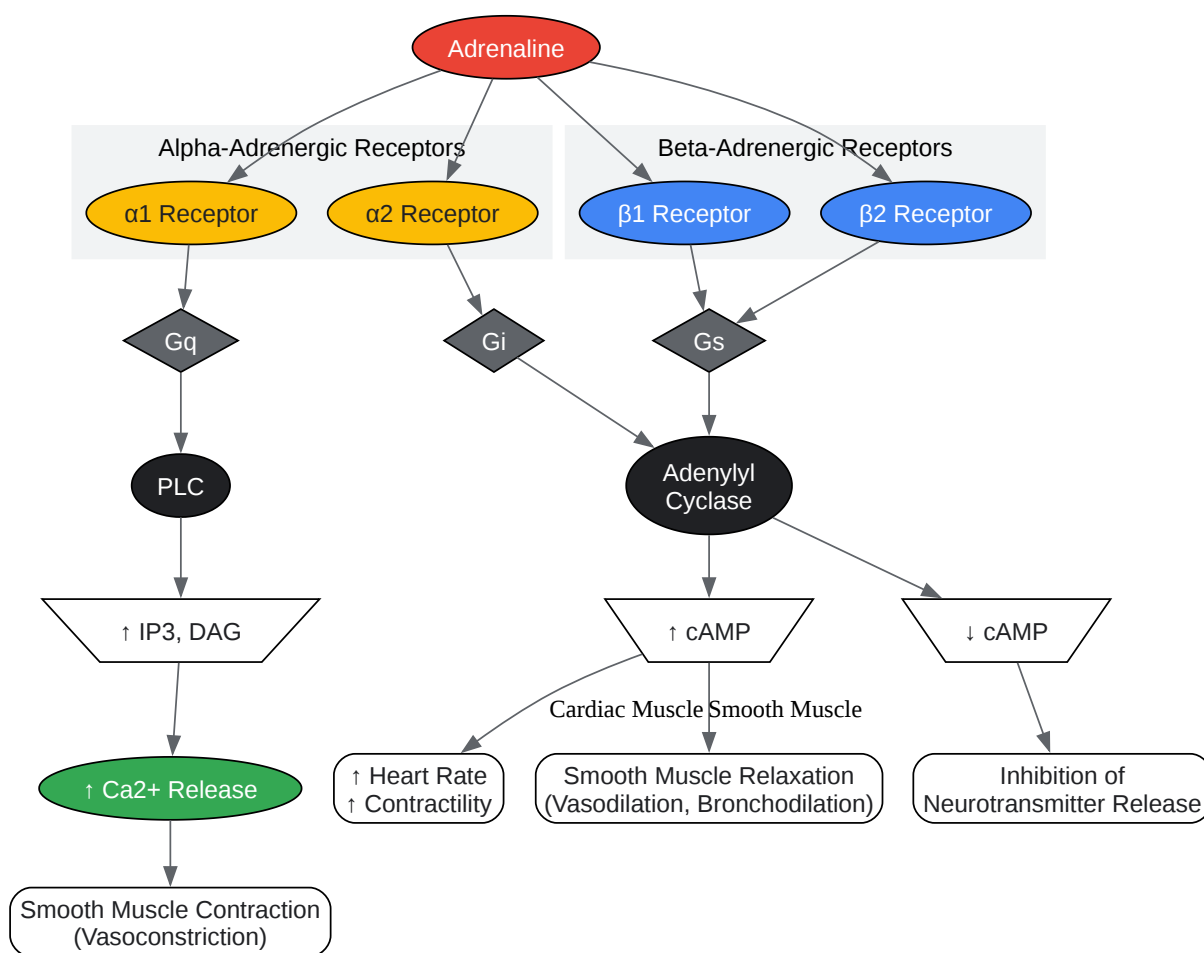 Adrenaline
Alpha-Adrenergic Receptors
Beta-Adrenergic Receptors
α1 Receptor
α2 Receptor
β1 Receptor
β2 Receptor
Gq
Gi
Gs
PLC
Adenylyl
Cyclase
↑ IP3, DAG
↑ cAMP
↓ cAMP
Cardiac Muscle
Smooth Muscle
↑ Ca2+ Release
↑ Heart Rate
↑ Contractility
Smooth Muscle Relaxation
(Vasodilation, Bronchodilation)
Inhibition of
Neurotransmitter Release
Smooth Muscle Contraction
(Vasoconstriction)